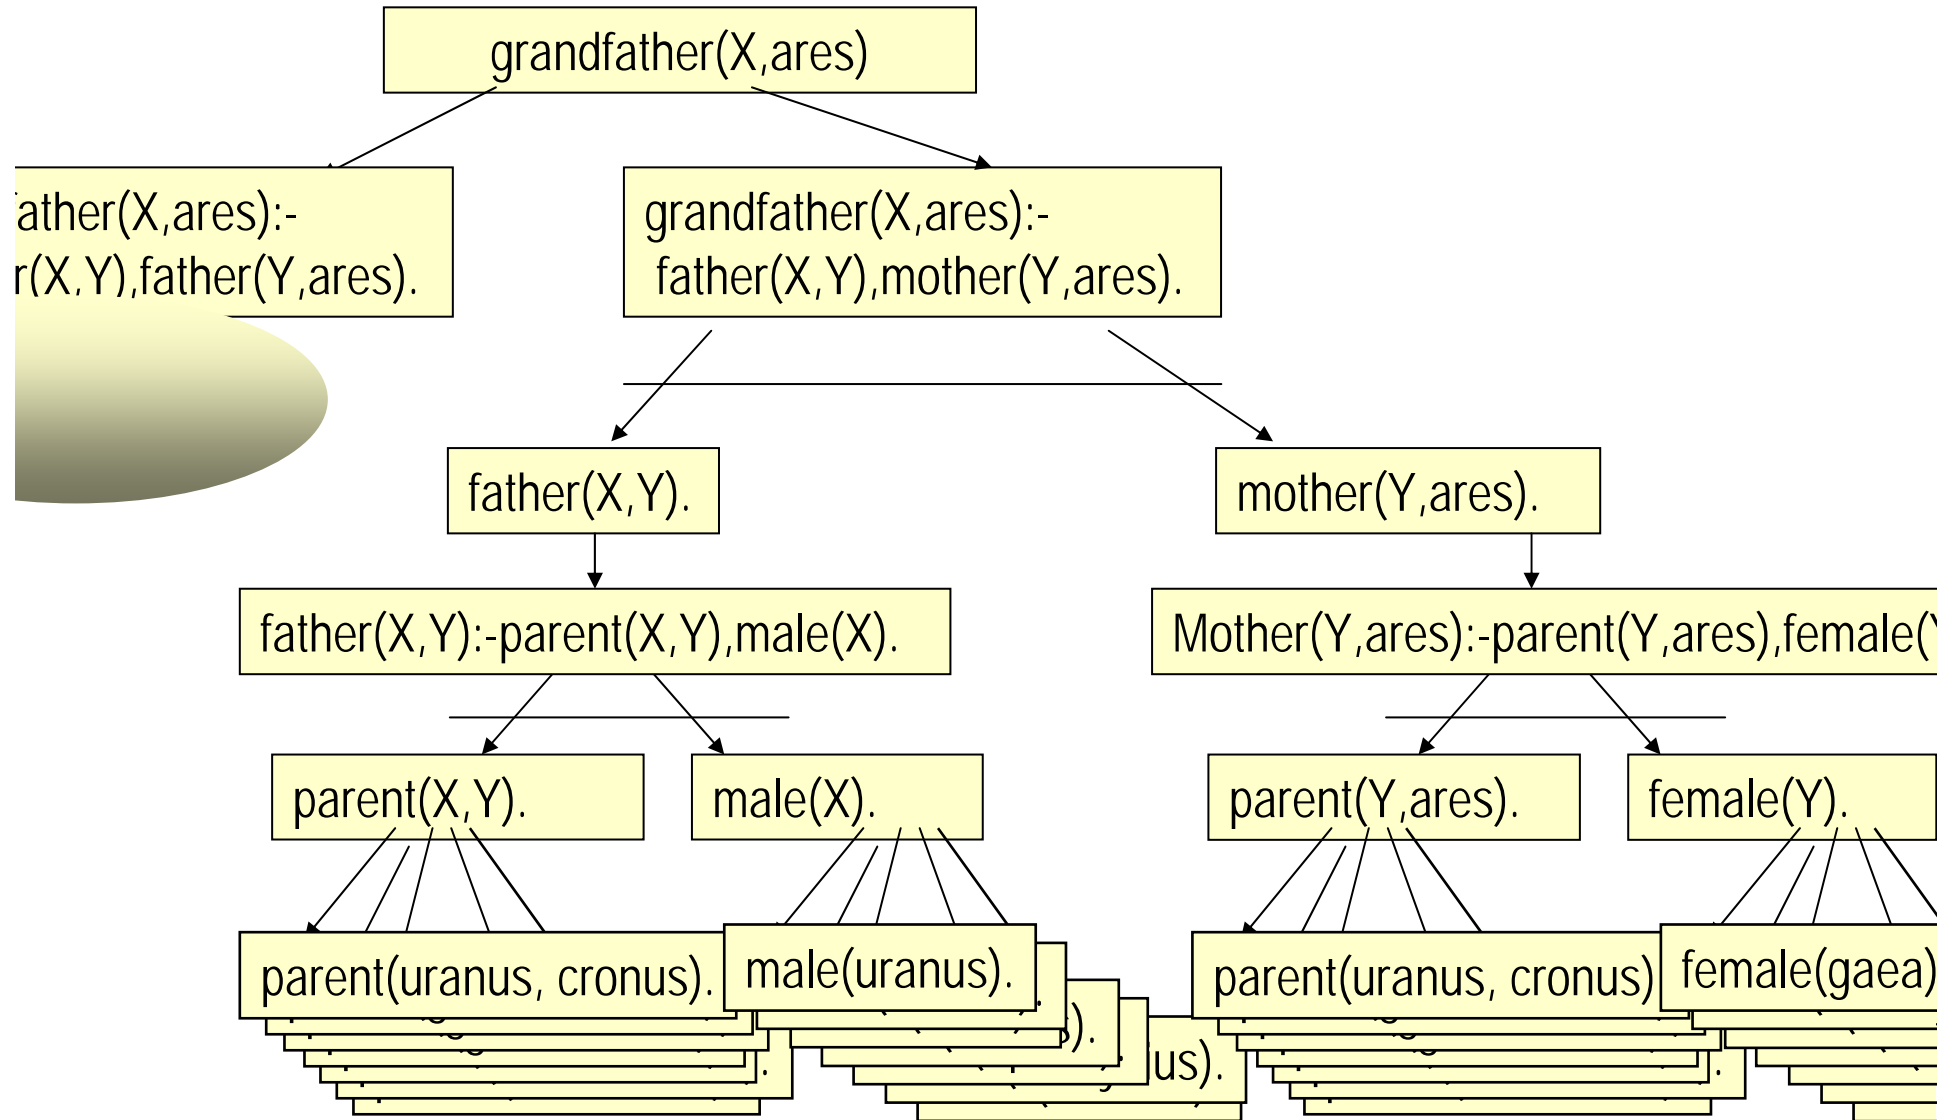 grandfather(X,ares)
ather(X,ares):-
r(X,Y),father(Y,ares).
grandfather(X,ares):-
father(X,Y),mother(Y,ares).
father(X,Y).
mother(Y,ares).
father(X,Y):-parent(X,Y),male(X).
Mother(Y,ares):-parent(Y,ares),female(Y
parent(X,Y).
male(X).
parent(Y,ares).
female(Y).
parent(uranus, cronus).
male(uranus).
parent(uranus, cronus)
female(gaea)
s).
us).